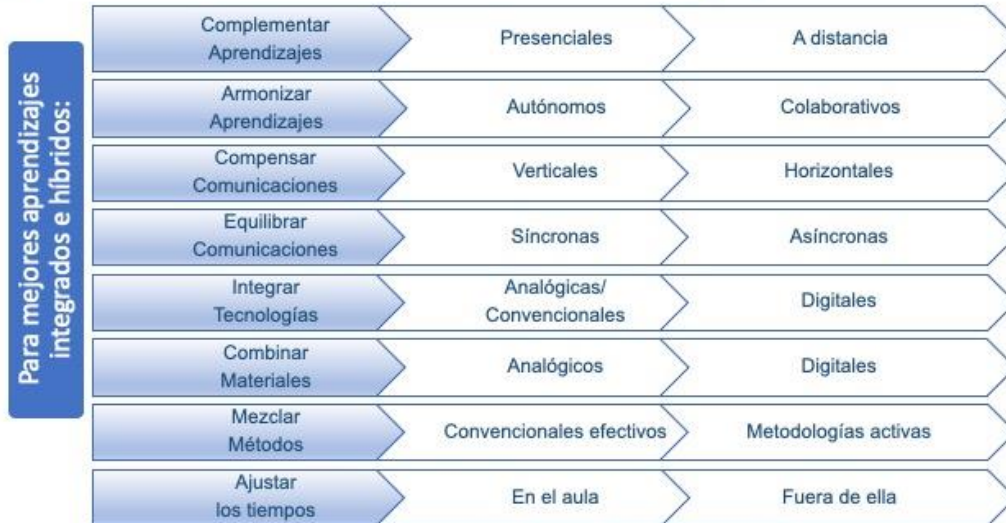 Para mejores aprendizajes
integrados e híbridos:
Complementar
Aprendizajes
Presenciales
A distancia
Armonizar
Aprendizajes
Autónomos
Colaborativos
Compensar
Comunicaciones
Verticales
Horizontales
Equilibrar
Comunicaciones
Síncronas
Asíncronas
Integrar
Tecnologías
Analógicas/
Convencionales
Digitales
Combinar
Materiales
Analógicos
Digitales
Mezclar
Métodos
Convencionales efectivos
Metodologías activas
Ajustar
los tiempos
En el aula
Fuera de ella